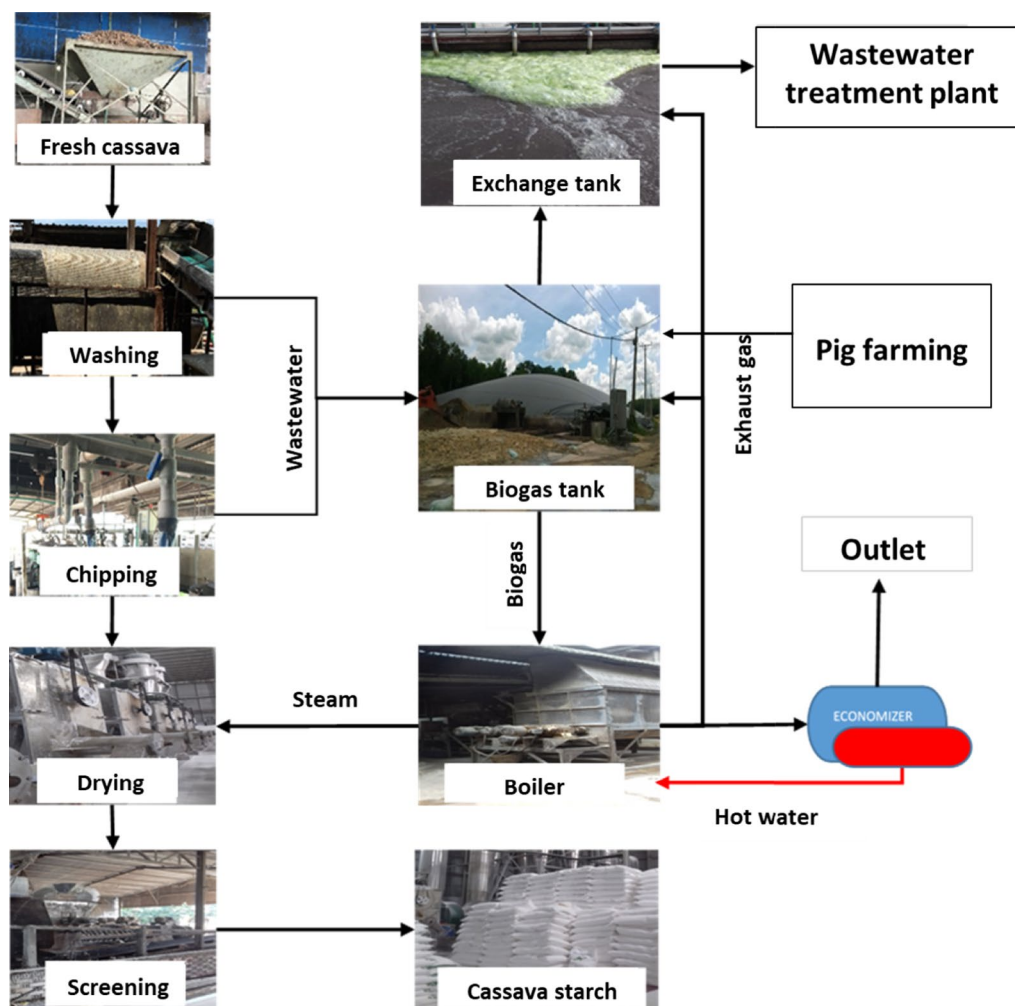 Fresh cassava
Washing
Chipping
Drying
Screening
Wastewater
Exchange tank
Biogas tank
Biogas
Steam
Boiler
Cassava starch
Wastewater
treatment plant
Pig farming
Exhaust gas
Outlet
ECONOMIZER
Hot water